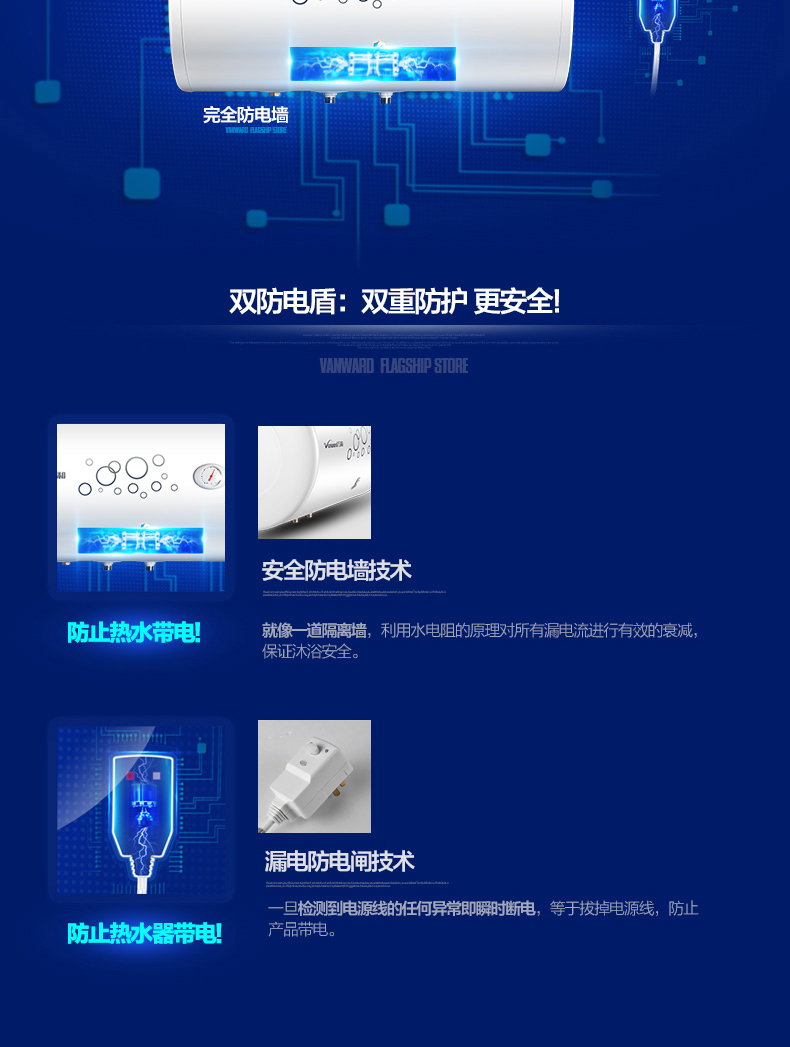 完全防电墙
VANWARD FLAGSHIP STORE
双防电盾：双重防护 更安全!
VANWARD FLAGSHIP STORE
安全防电墙技术
防止热水带电!
就像一道隔离墙，利用水电阻的原理对所有漏电流进行有效的衰减，
保证沐浴安全。
漏电防电闸技术
防止热水器带电!
一旦检测到电源线的任何异常即瞬时断电，等于拔掉电源线，防止
产品带电。